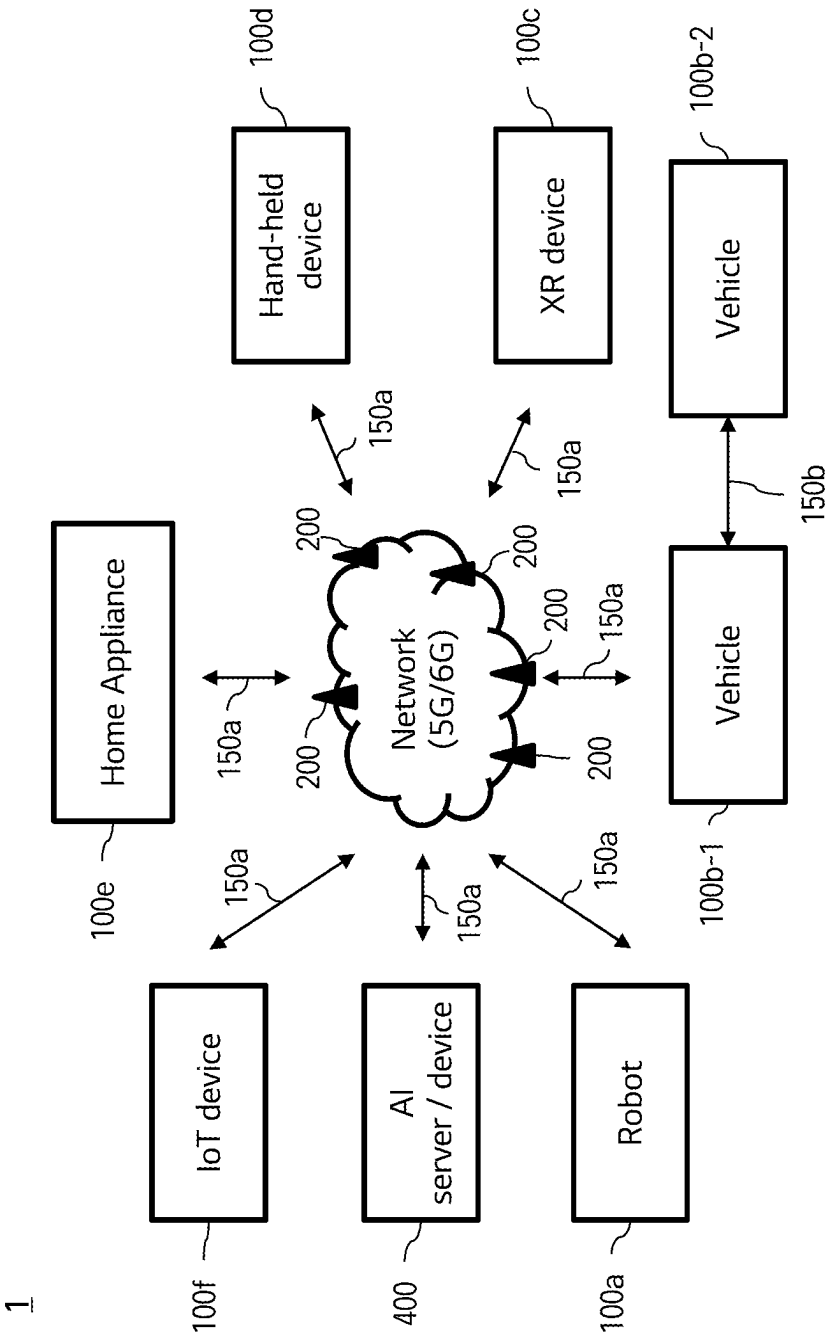 1
100e
Home Appliance
100f
IoT device
150a
150a
Hand-held
device
100d
200
200
150a
400
AI
server / device
150a
Network
(5G/6G)
200
150a
XR device
100c
200
200
150a
150a
100a
Robot
100b-1
Vehicle
Vehicle
100b-2
150b